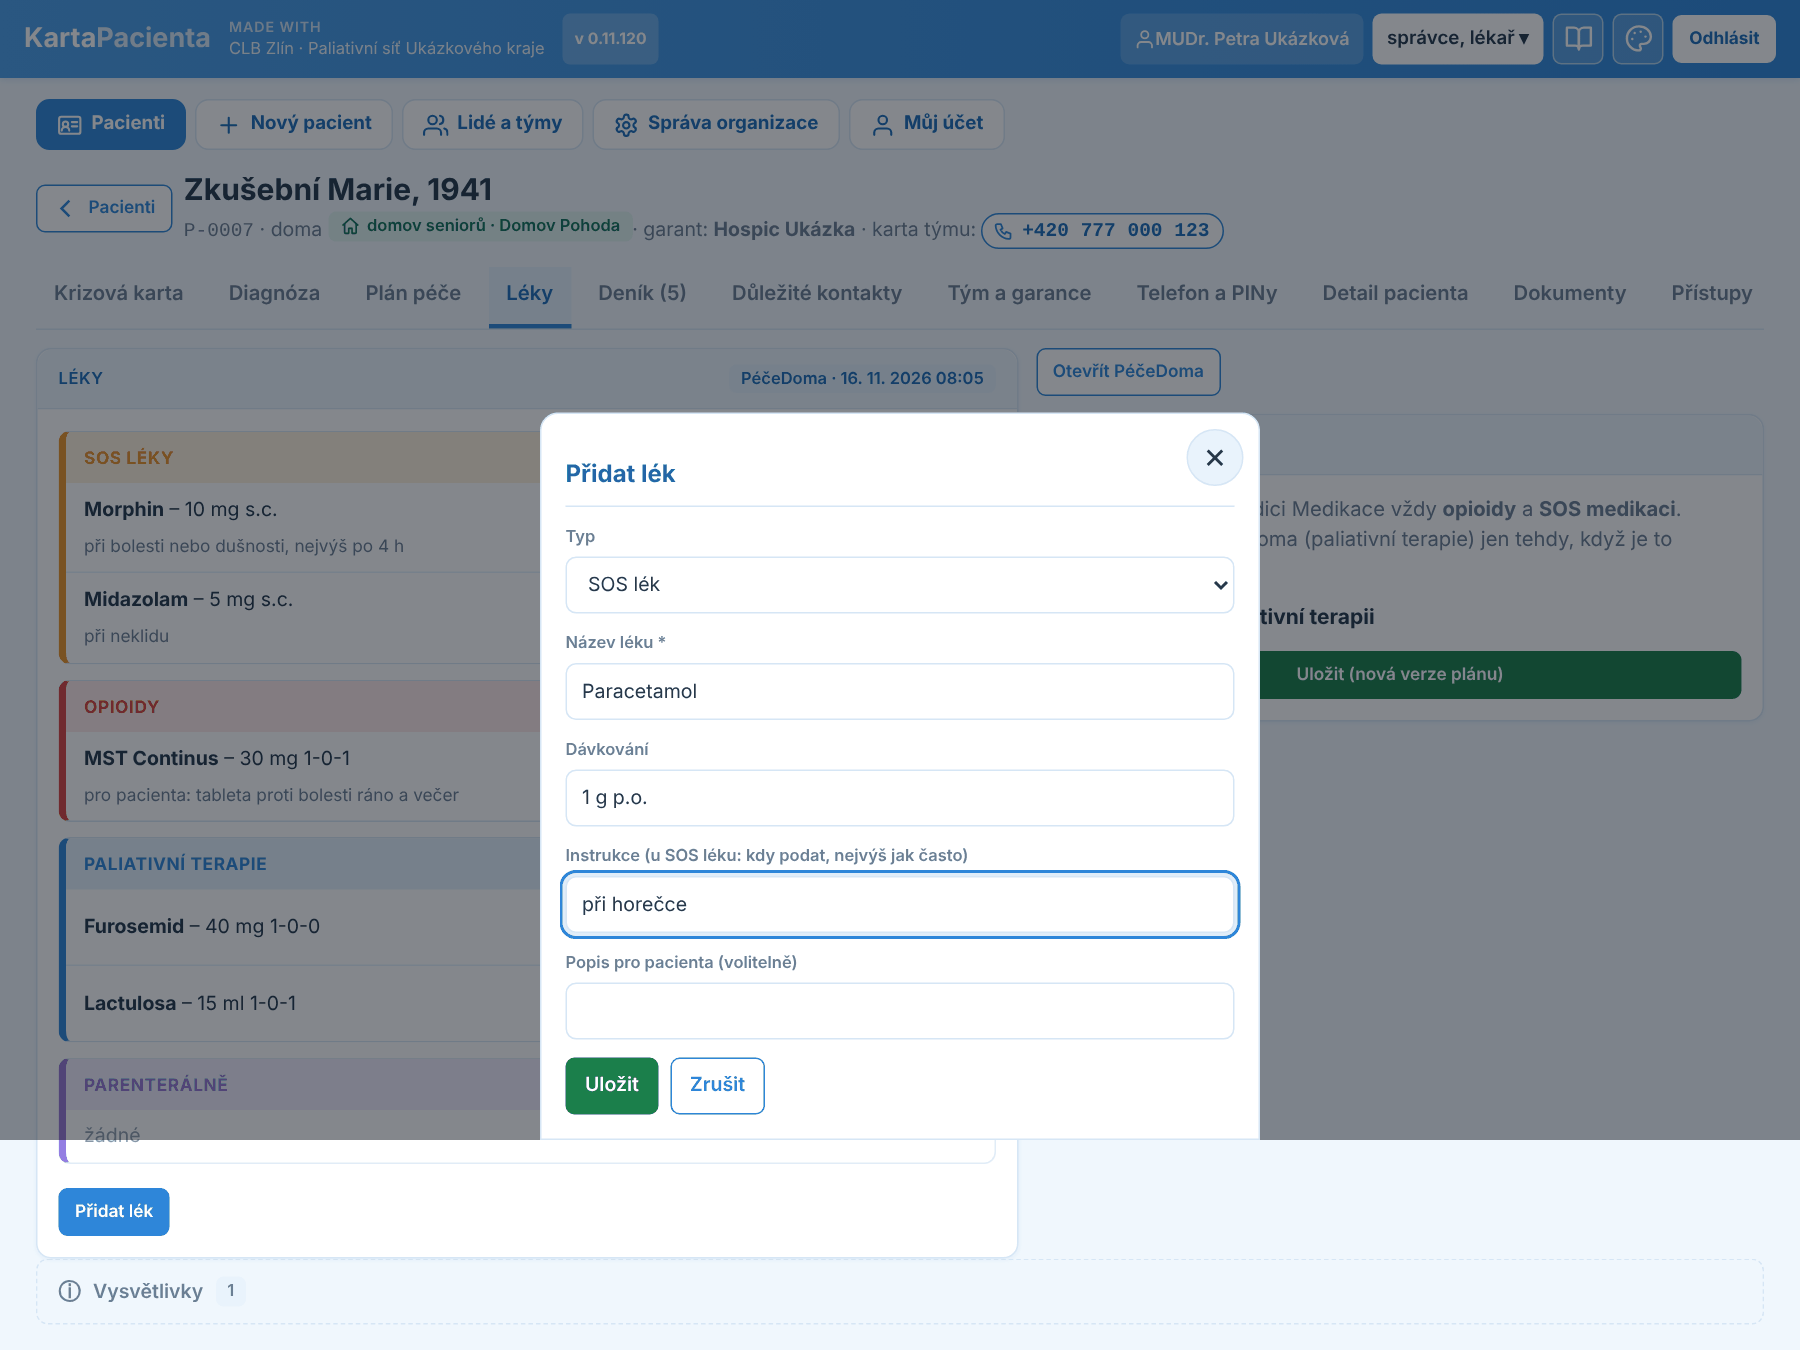 KartaPacienta
MADE WITH
CLB Zlín · Paliativní síť Ukázkového kraje
v 0.11.120
MUDr. Petra Ukázková
správce, lékař ▾
Odhlásit
Pacienti
Nový pacient
Lidé a týmy
Správa organizace
Můj účet
Pacienti
Zkušební Marie, 1941
P-0007 · doma domov seniorů · Domov Pohoda · garant: Hospic Ukázka · karta týmu: +420 777 000 123
Krizová karta
Diagnóza
Plán péče
Léky
Deník (5)
Důležité kontakty
Tým a garance
Telefon a PINy
Detail pacienta
Dokumenty
Přístupy
LÉKY
PéčeDoma · 16. 11. 2026 08:05
SOS LÉKY
Morphin – 10 mg s.c.
při bolesti nebo dušnosti, nejvýš po 4 h
Midazolam – 5 mg s.c.
při neklidu
OPIOIDY
MST Continus – 30 mg 1-0-1
pro pacienta: tableta proti bolesti ráno a večer
PALIATIVNÍ TERAPIE
Furosemid – 40 mg 1-0-0
Lactulosa – 15 ml 1-0-1
PARENTERÁLNĚ
žádné
Přidat lék
Otevřít PéčeDoma
Medikace vždy opioidy a SOS medikaci.
(paliativní terapie) jen tehdy, když je to
terapii
Uložit (nová verze plánu)
Přidat lék
Typ
SOS lék
Název léku *
Paracetamol
Dávkování
1 g p.o.
Instrukce (u SOS léku: kdy podat, nejvýš jak často)
při horečce
Popis pro pacienta (volitelně)
Uložit
Zrušit
Vysvětlivky 1